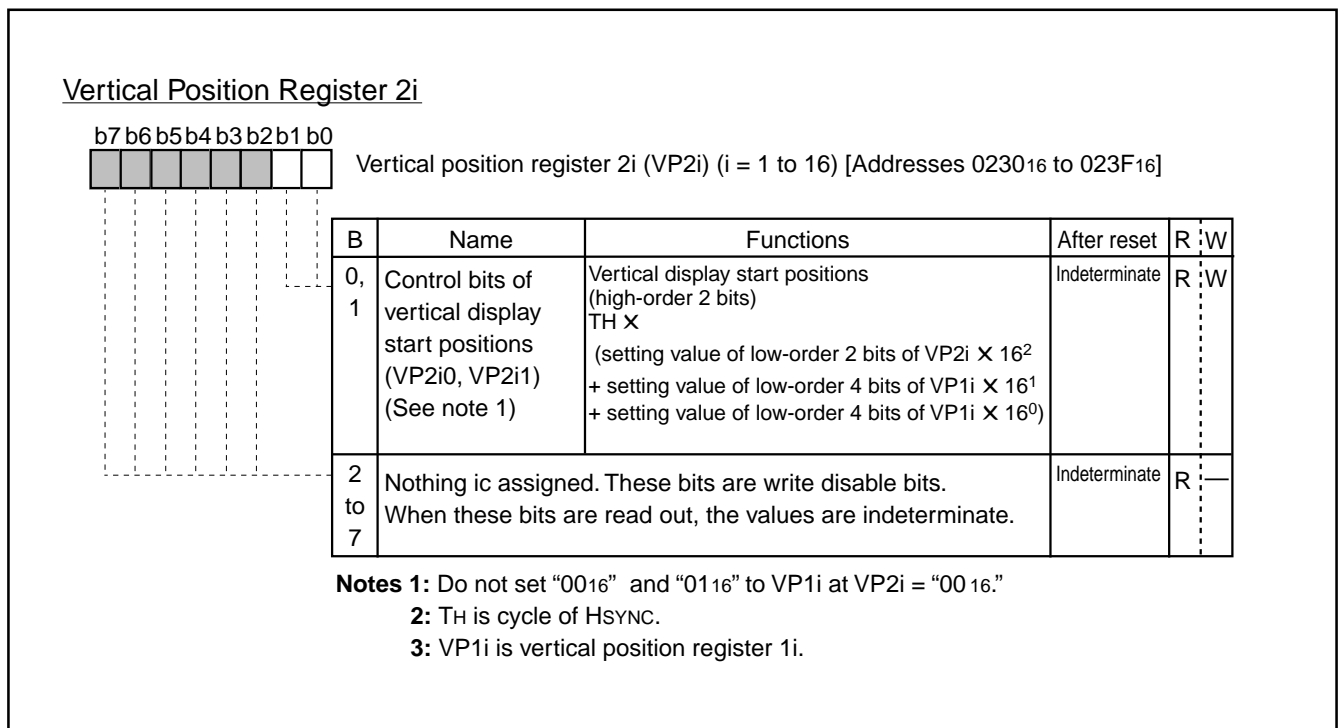 Vertical Position Register 2i
b7 b6 b5 b4 b3 b2 b1 b0
Vertical position register 2i (VP2i) (i = 1 to 16) [Addresses 023016 to 023F16]
B Name Functions After reset R W
0, 1 Control bits of vertical display start positions (VP2i0, VP2i1) (See note 1)
Vertical display start positions
(high-order 2 bits)
TH ×
(setting value of low-order 2 bits of VP2i × 16²
+ setting value of low-order 4 bits of VP1i × 16¹
+ setting value of low-order 4 bits of VP1i × 16⁰)
Indeterminate R W
2 to 7 Nothing ic assigned. These bits are write disable bits.
When these bits are read out, the values are indeterminate.
Indeterminate R —
Notes 1: Do not set “0016” and “0116” to VP1i at VP2i = “00 16.”
2: TH is cycle of HSYNC.
3: VP1i is vertical position register 1i.